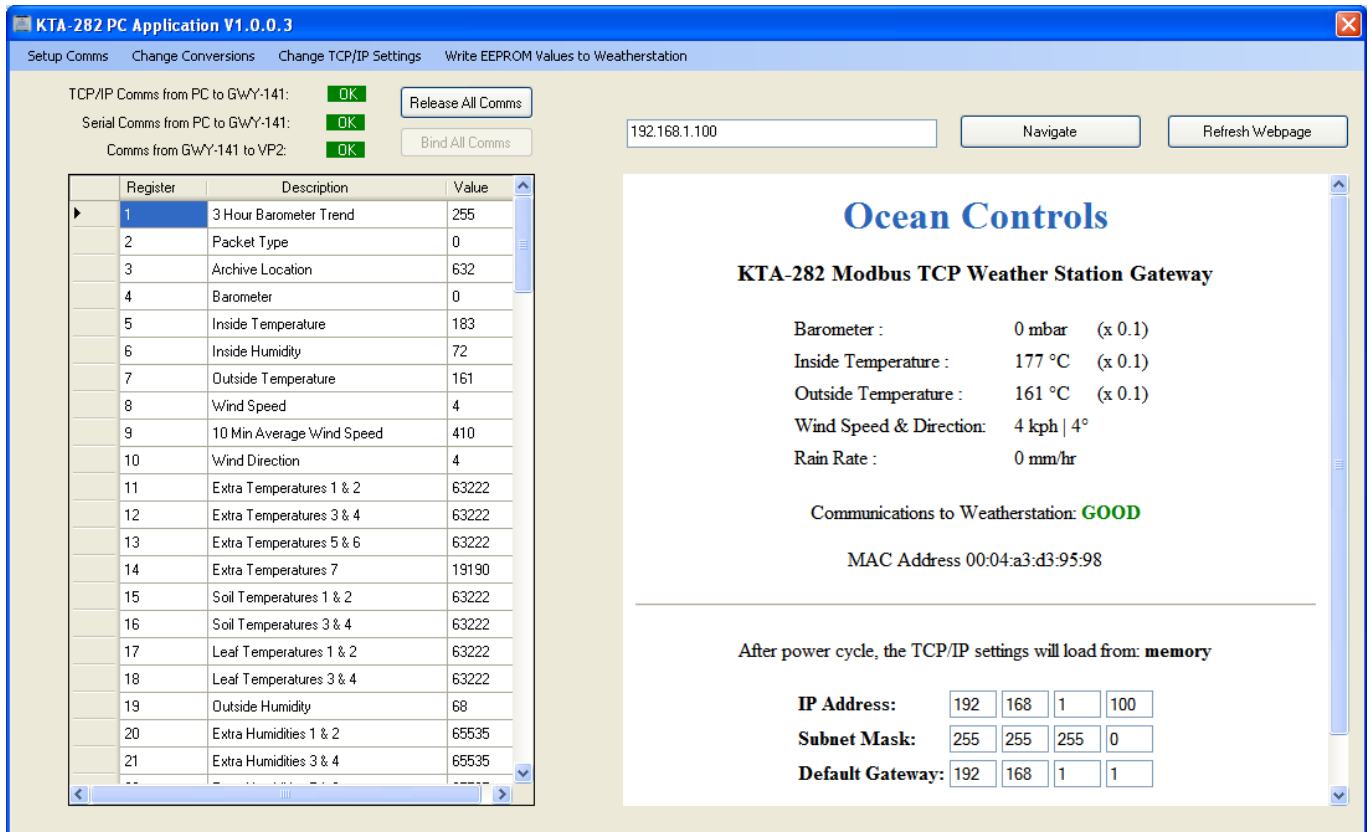 KTA-282 PC Application V1.0.0.3
Setup Comms Change Conversions Change TCP/IP Settings Write EEPROM Values to Weatherstation
TCP/IP Comms from PC to GWY-141: OK
Serial Comms from PC to GWY-141: OK
Comms from GWY-141 to VP2: OK
Release All Comms
Bind All Comms
Register Description Value
1 3 Hour Barometer Trend 255
2 Packet Type 0
3 Archive Location 632
4 Barometer 0
5 Inside Temperature 183
6 Inside Humidity 72
7 Outside Temperature 161
8 Wind Speed 4
9 10 Min Average Wind Speed 410
10 Wind Direction 4
11 Extra Temperatures 1 & 2 63222
12 Extra Temperatures 3 & 4 63222
13 Extra Temperatures 5 & 6 63222
14 Extra Temperatures 7 19190
15 Soil Temperatures 1 & 2 63222
16 Soil Temperatures 3 & 4 63222
17 Leaf Temperatures 1 & 2 63222
18 Leaf Temperatures 3 & 4 63222
19 Outside Humidity 68
20 Extra Humidities 1 & 2 65535
21 Extra Humidities 3 & 4 65535
192.168.1.100 Navigate Refresh Webpage
Ocean Controls
KTA-282 Modbus TCP Weather Station Gateway
Barometer : 0 mbar (x 0.1)
Inside Temperature : 177 °C (x 0.1)
Outside Temperature : 161 °C (x 0.1)
Wind Speed & Direction: 4 kph | 4°
Rain Rate : 0 mm/hr
Communications to Weatherstation: GOOD
MAC Address 00:04:a3:d3:95:98
After power cycle, the TCP/IP settings will load from: memory
IP Address: 192 168 1 100
Subnet Mask: 255 255 255 0
Default Gateway: 192 168 1 1